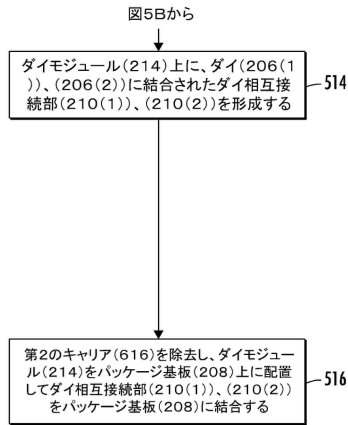 図5Bから
ダイモジュール(214)上に、ダイ(206(1
))、(206(2))に結合されたダイ相互接
続部(210(1))、(210(2))を形成する
514
第2のキャリア(616)を除去し、ダイモジュー
ル(214)をパッケージ基板(208)上に配置
してダイ相互接続部(210(1))、(210(2))
をパッケージ基板(208)に結合する
516